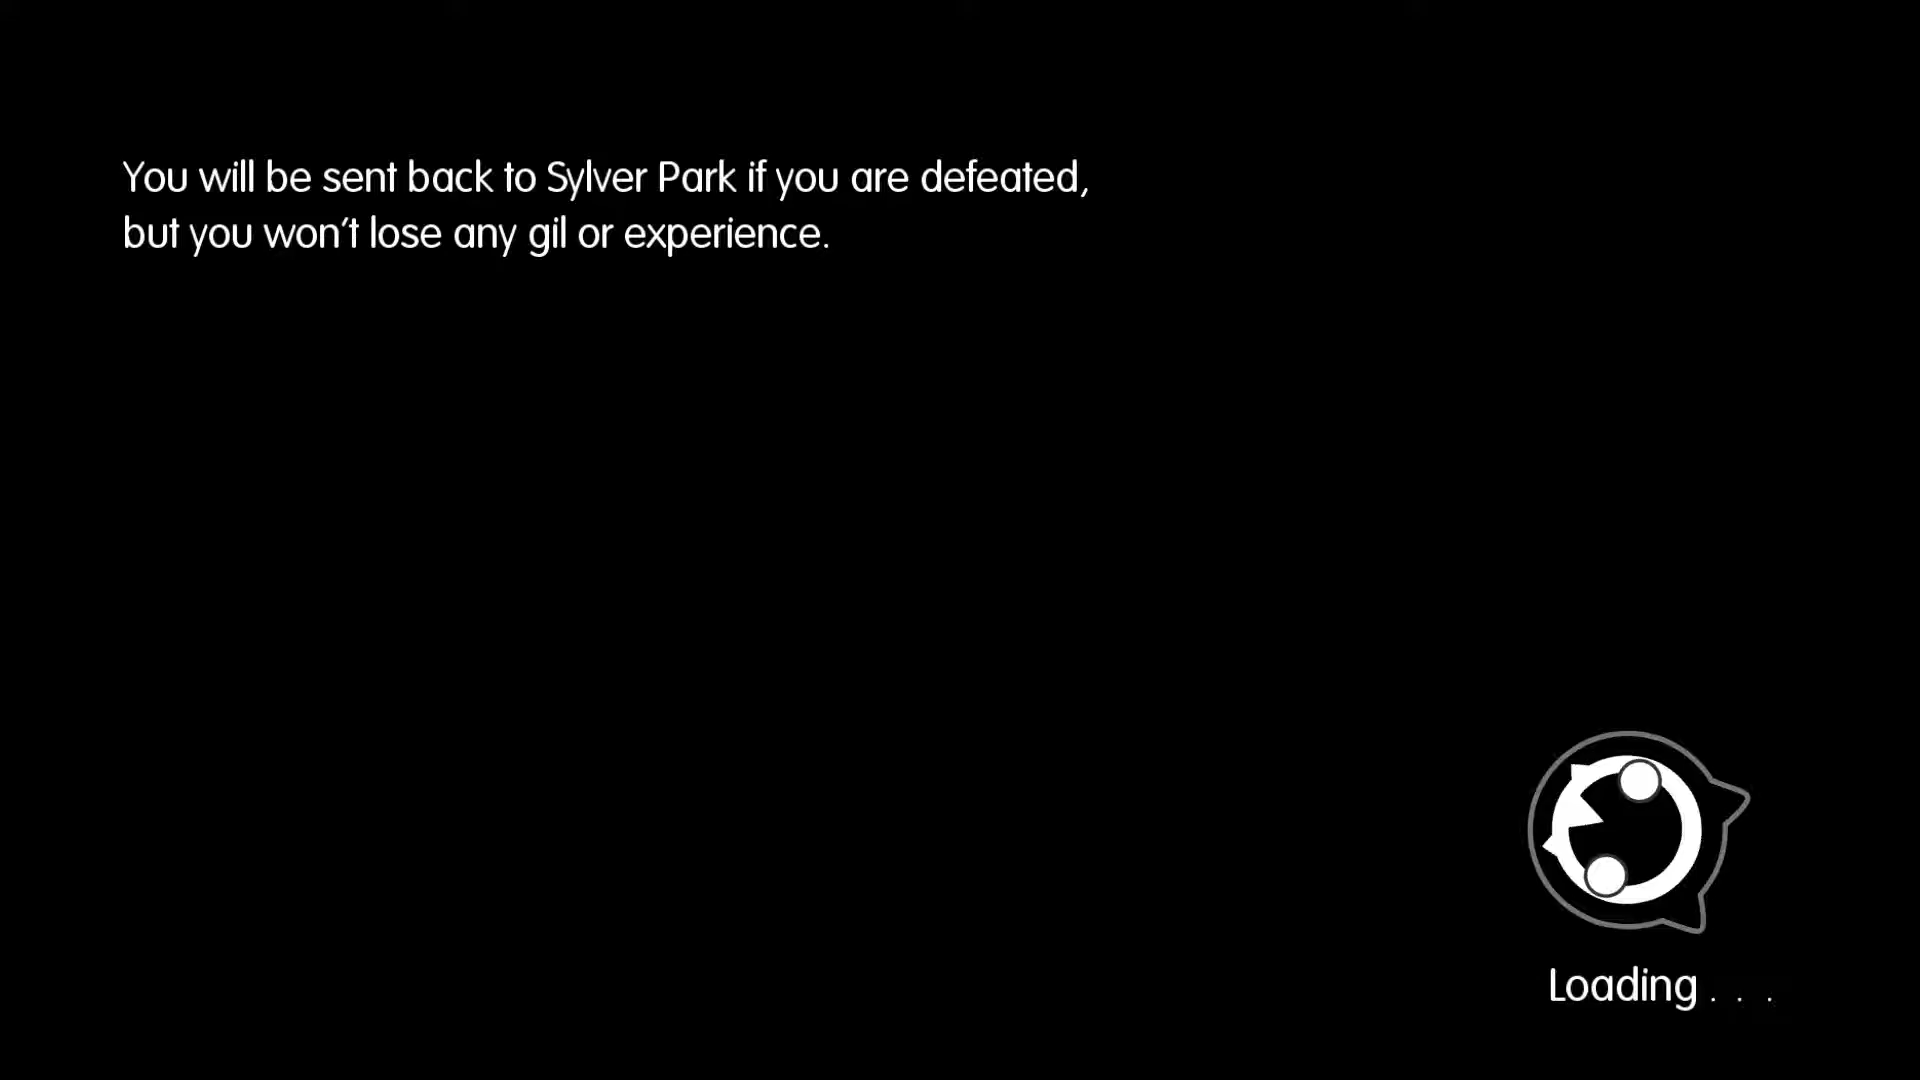 You will be sent back to Sylver Park if you are defeated,
but you won't lose any gil or experience.
Loading . . .